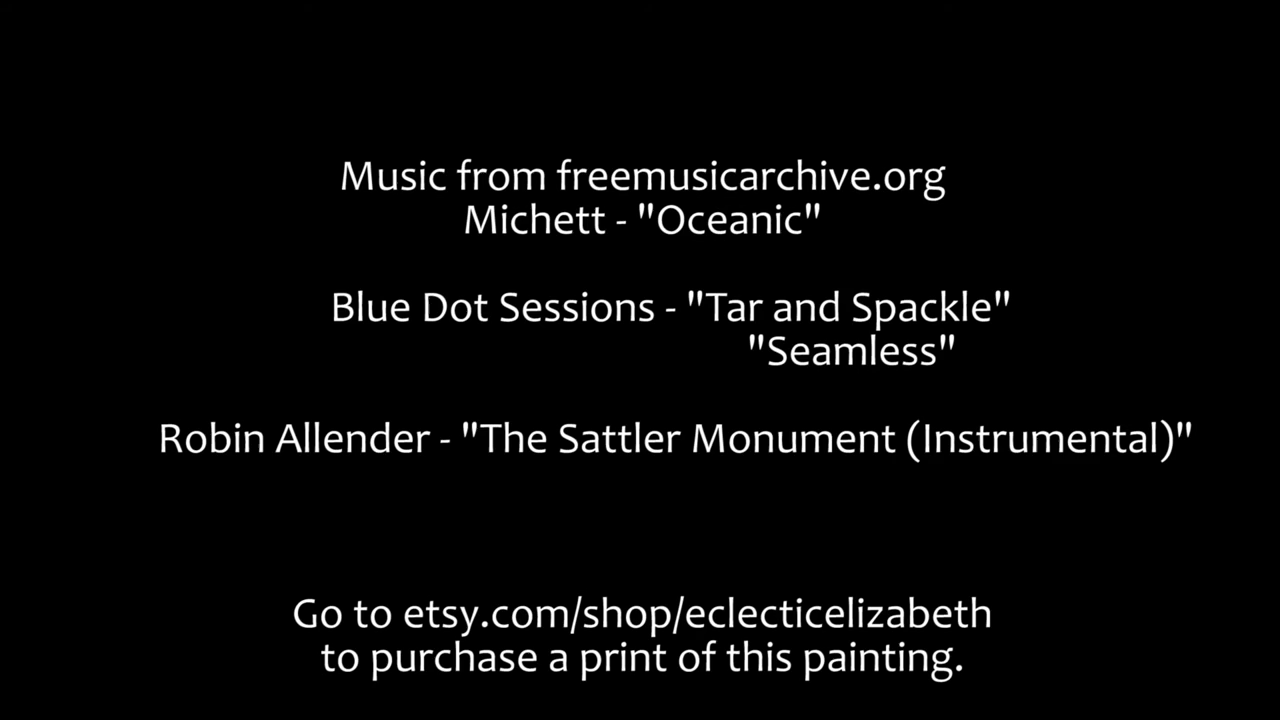 Music from freemusicarchive.org
Michett - "Oceanic"
Blue Dot Sessions - "Tar and Spackle"
"Seamless"
Robin Allender - "The Sattler Monument (Instrumental)"
Go to etsy.com/shop/eclecticelizabeth
to purchase a print of this painting.